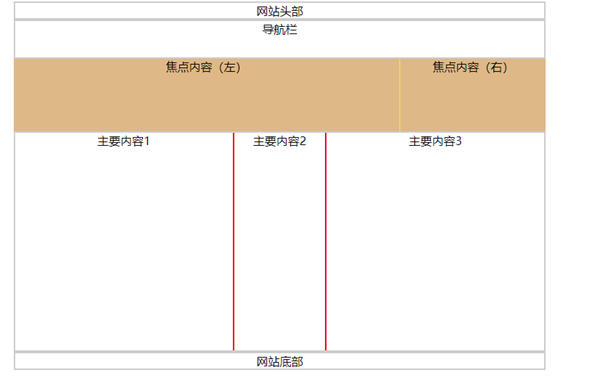 网站头部
导航栏
焦点内容（左）
焦点内容（右）
主要内容1
主要内容2
主要内容3
网站底部